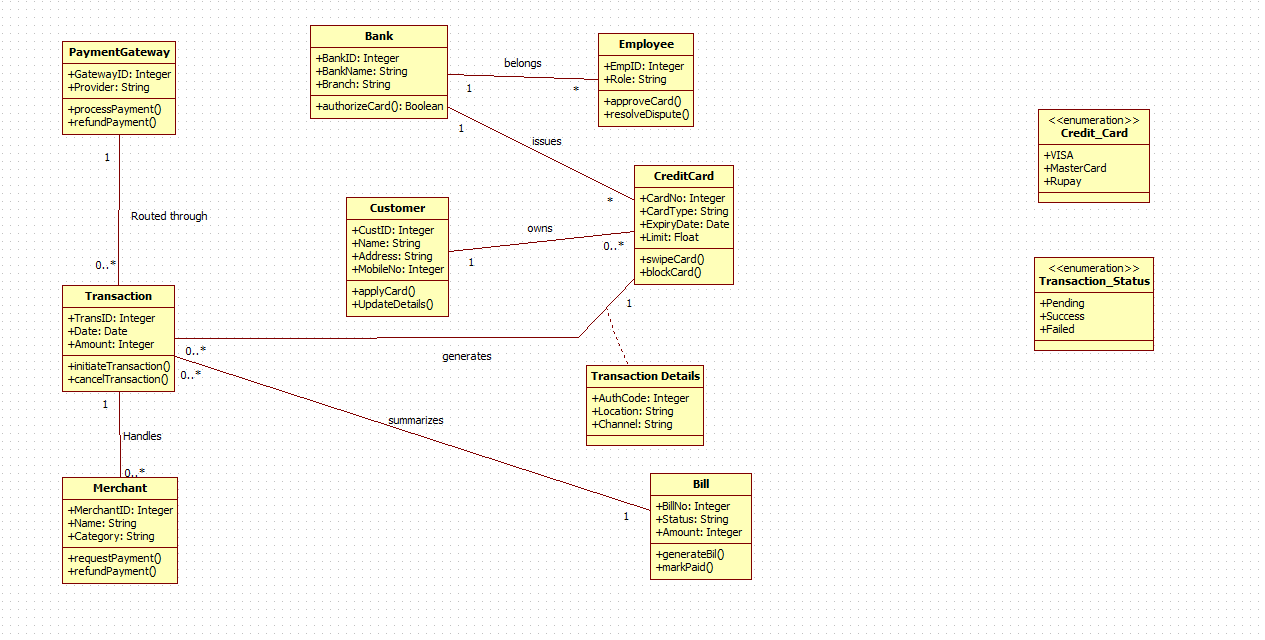 PaymentGateway
+GatewayID: Integer
+Provider: String
+processPayment()
+refundPayment()
Bank
+BankID: Integer
+BankName: String
+Branch: String
+authorizeCard(): Boolean
belongs
1
*
Employee
+EmpID: Integer
+Role: String
+approveCard()
+resolveDispute()
<<enumeration>>
Credit_Card
+VISA
+MasterCard
+Rupay
1
issues
*
1
Routed through
0..*
Customer
+CustID: Integer
+Name: String
+Address: String
+MobileNo: Integer
+applyCard()
+UpdateDetails()
owns
1
0..*
CreditCard
+CardNo: Integer
+CardType: String
+ExpiryDate: Date
+Limit: Float
+swipeCard()
+blockCard()
<<enumeration>>
Transaction_Status
+Pending
+Success
+Failed
Transaction
+TransID: Integer
+Date: Date
+Amount: Integer
+initiateTransaction()
+cancelTransaction()
1
0..*
generates
0..*
summarizes
1
Transaction Details
+AuthCode: Integer
+Location: String
+Channel: String
1
Handles
0..*
Merchant
+MerchantID: Integer
+Name: String
+Category: String
+requestPayment()
+refundPayment()
Bill
+BillNo: Integer
+Status: String
+Amount: Integer
+generateBil()
+markPaid()